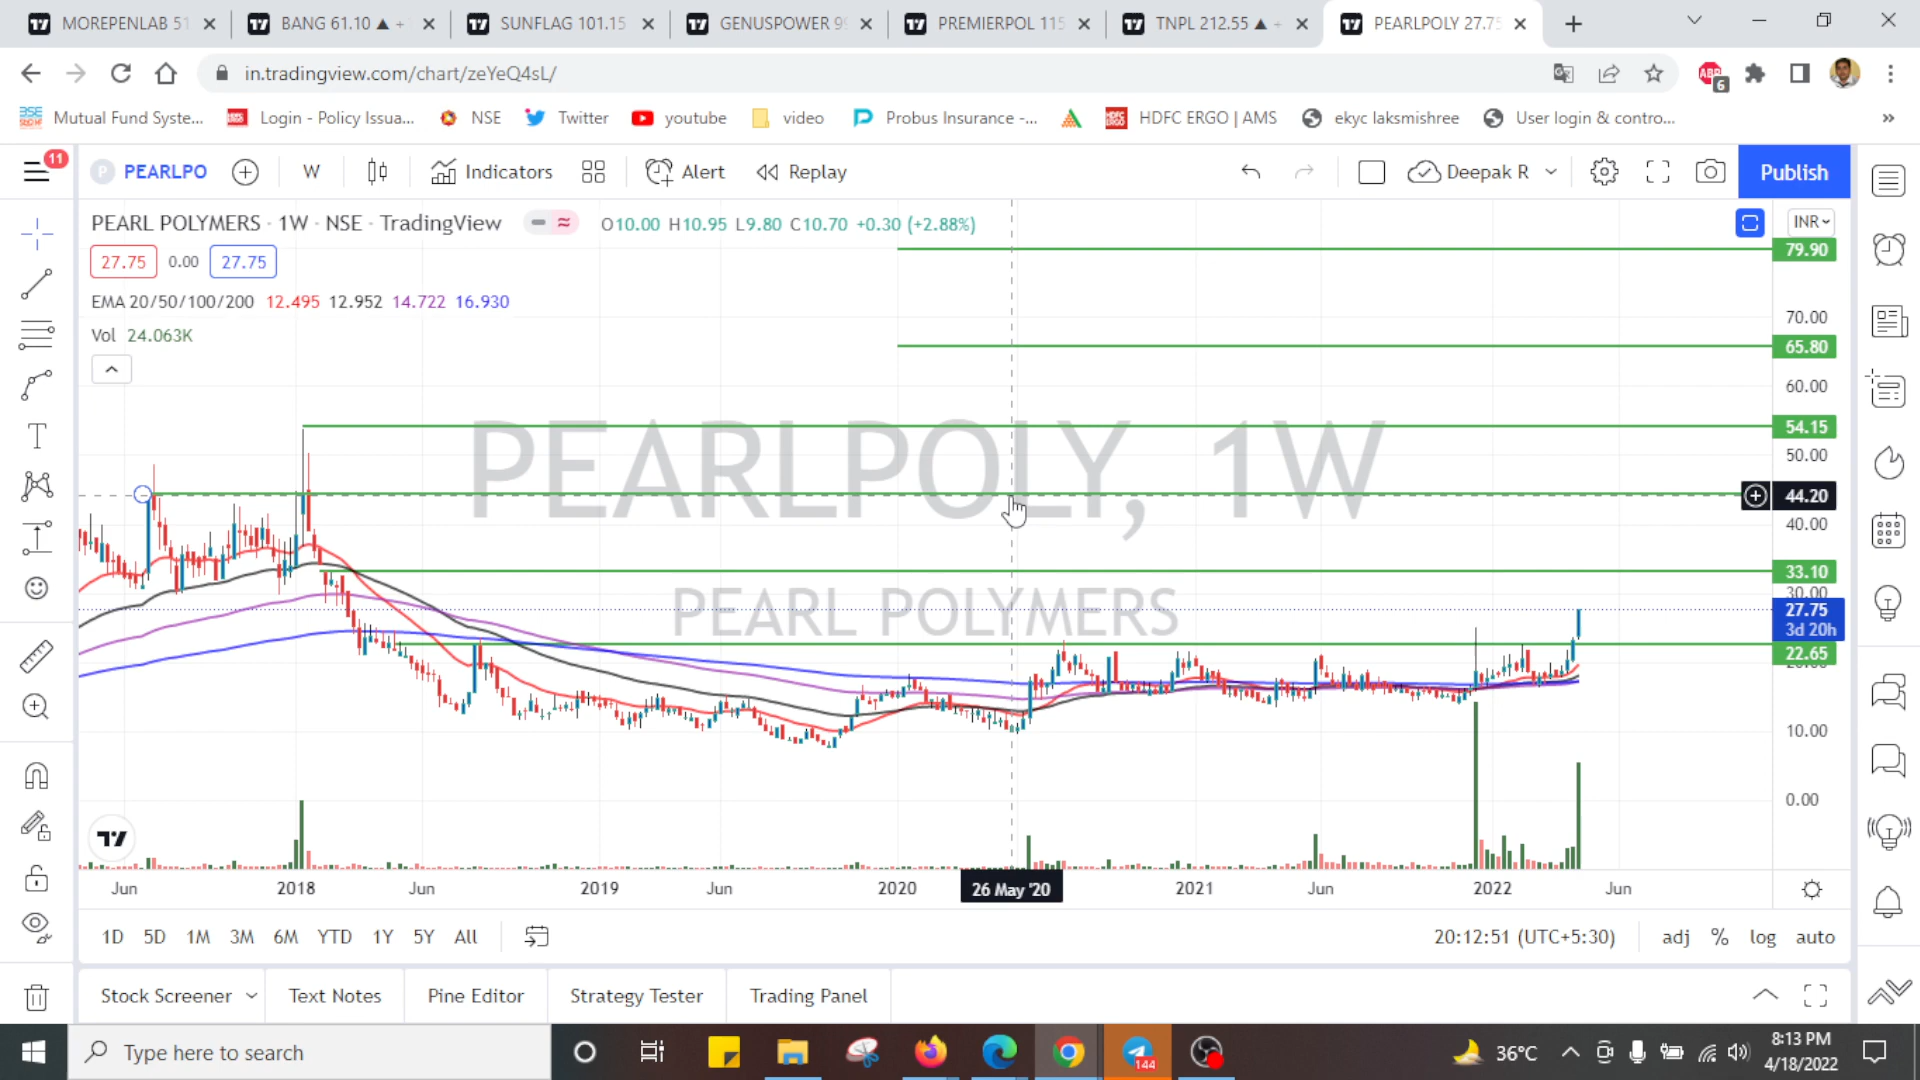 MOREPENLAB 51
BANG 61.10 ▲ +
SUNFLAG 101.15
GENUSPOWER 99
PREMIERPOL 115
TNPL 212.55 ▲ +
PEARLPOLY 27.75
in.tradingview.com/chart/zeYeQ4sL/
ABP 6
Mutual Fund Syste...
Login - Policy Issua...
NSE
Twitter
youtube
video
Probus Insurance -...
HDFC ERGO | AMS
ekyc laksmishree
User login & contro...
»
11
P PEARLPO
W
Indicators
Alert
Replay
Deepak R
Publish
PEARL POLYMERS · 1W · NSE · TradingView
O10.00 H10.95 L9.80 C10.70 +0.30 (+2.88%)
INR
27.75 0.00 27.75
EMA 20/50/100/200 12.495 12.952 14.722 16.930
Vol 24.063K
PEARLPOLY, 1W
PEARL POLYMERS
79.90
70.00
65.80
60.00
54.15
50.00
44.20
40.00
33.10
30.00
27.75
3d 20h
22.65
10.00
0.00
Jun 2018 Jun 2019 Jun 2020 26 May '20 2021 Jun 2022 Jun
1D 5D 1M 3M 6M YTD 1Y 5Y All
20:12:51 (UTC+5:30)
adj % log auto
Stock Screener
Text Notes
Pine Editor
Strategy Tester
Trading Panel
Type here to search
144
36°C
8:13 PM
4/18/2022